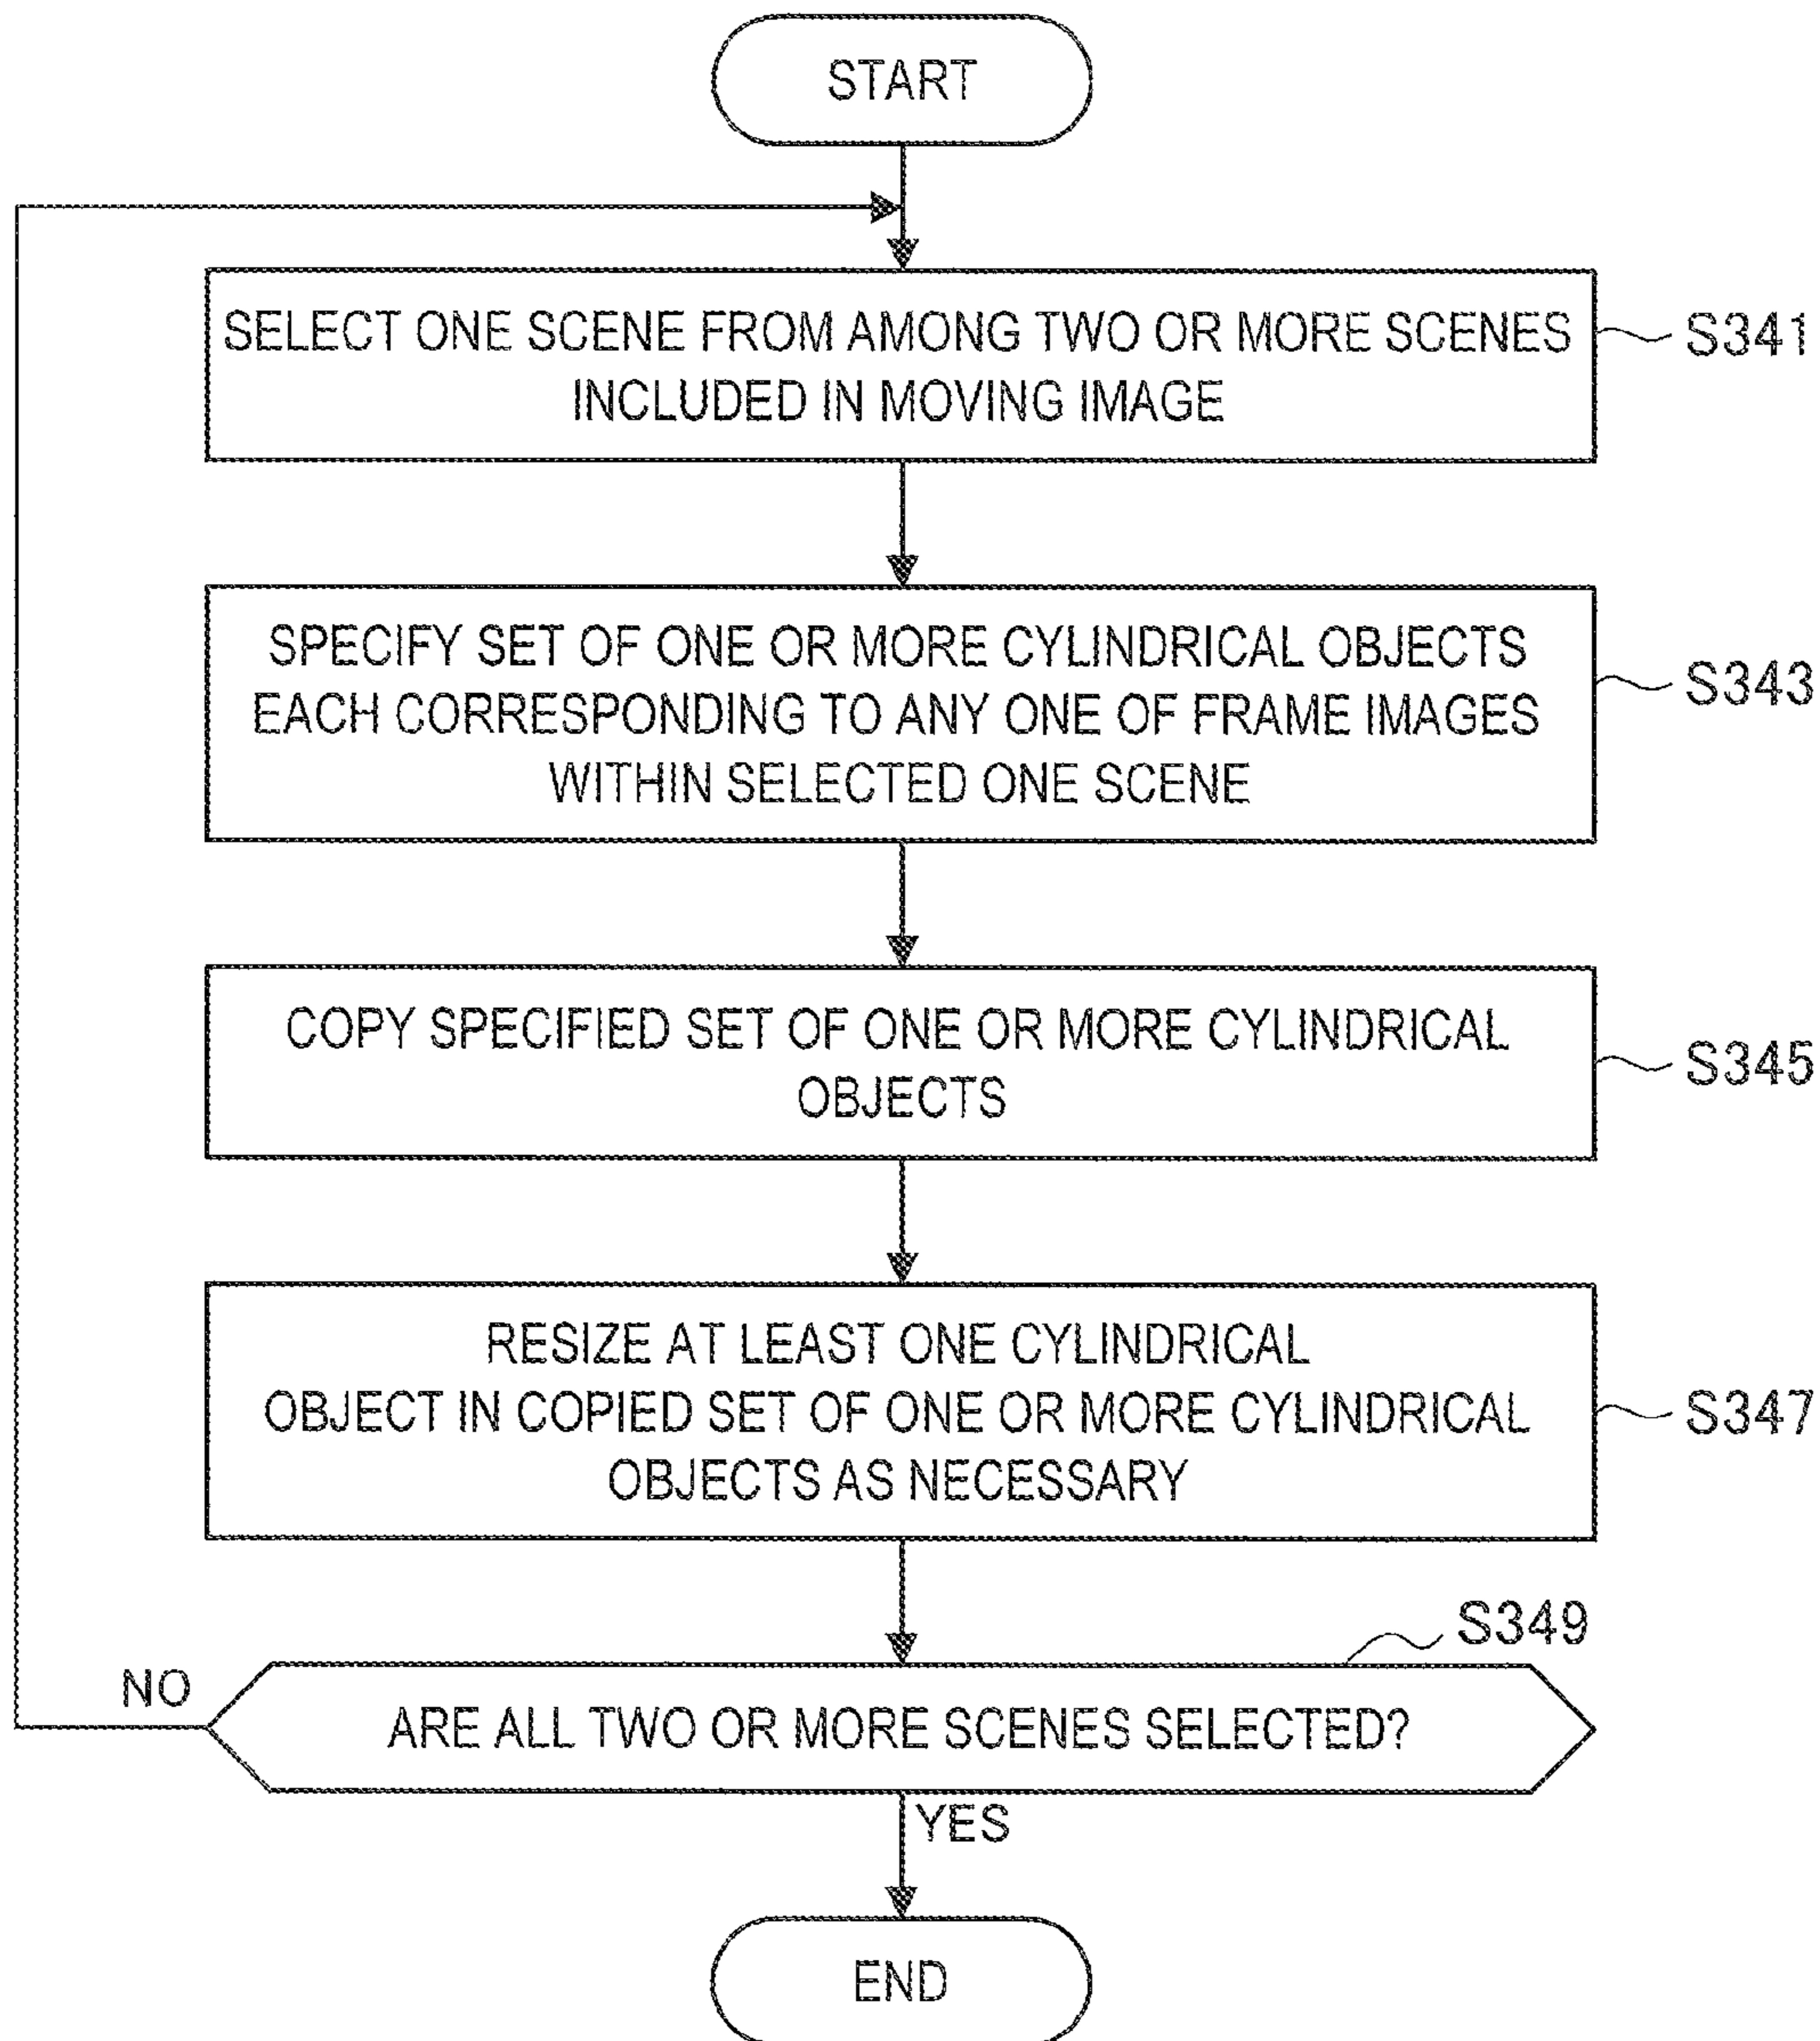 START
SELECT ONE SCENE FROM AMONG TWO OR MORE SCENES
INCLUDED IN MOVING IMAGE
S341
SPECIFY SET OF ONE OR MORE CYLINDRICAL OBJECTS
EACH CORRESPONDING TO ANY ONE OF FRAME IMAGES
WITHIN SELECTED ONE SCENE
S343
COPY SPECIFIED SET OF ONE OR MORE CYLINDRICAL
OBJECTS
S345
RESIZE AT LEAST ONE CYLINDRICAL
OBJECT IN COPIED SET OF ONE OR MORE CYLINDRICAL
OBJECTS AS NECESSARY
S347
S349
NO
ARE ALL TWO OR MORE SCENES SELECTED?
YES
END